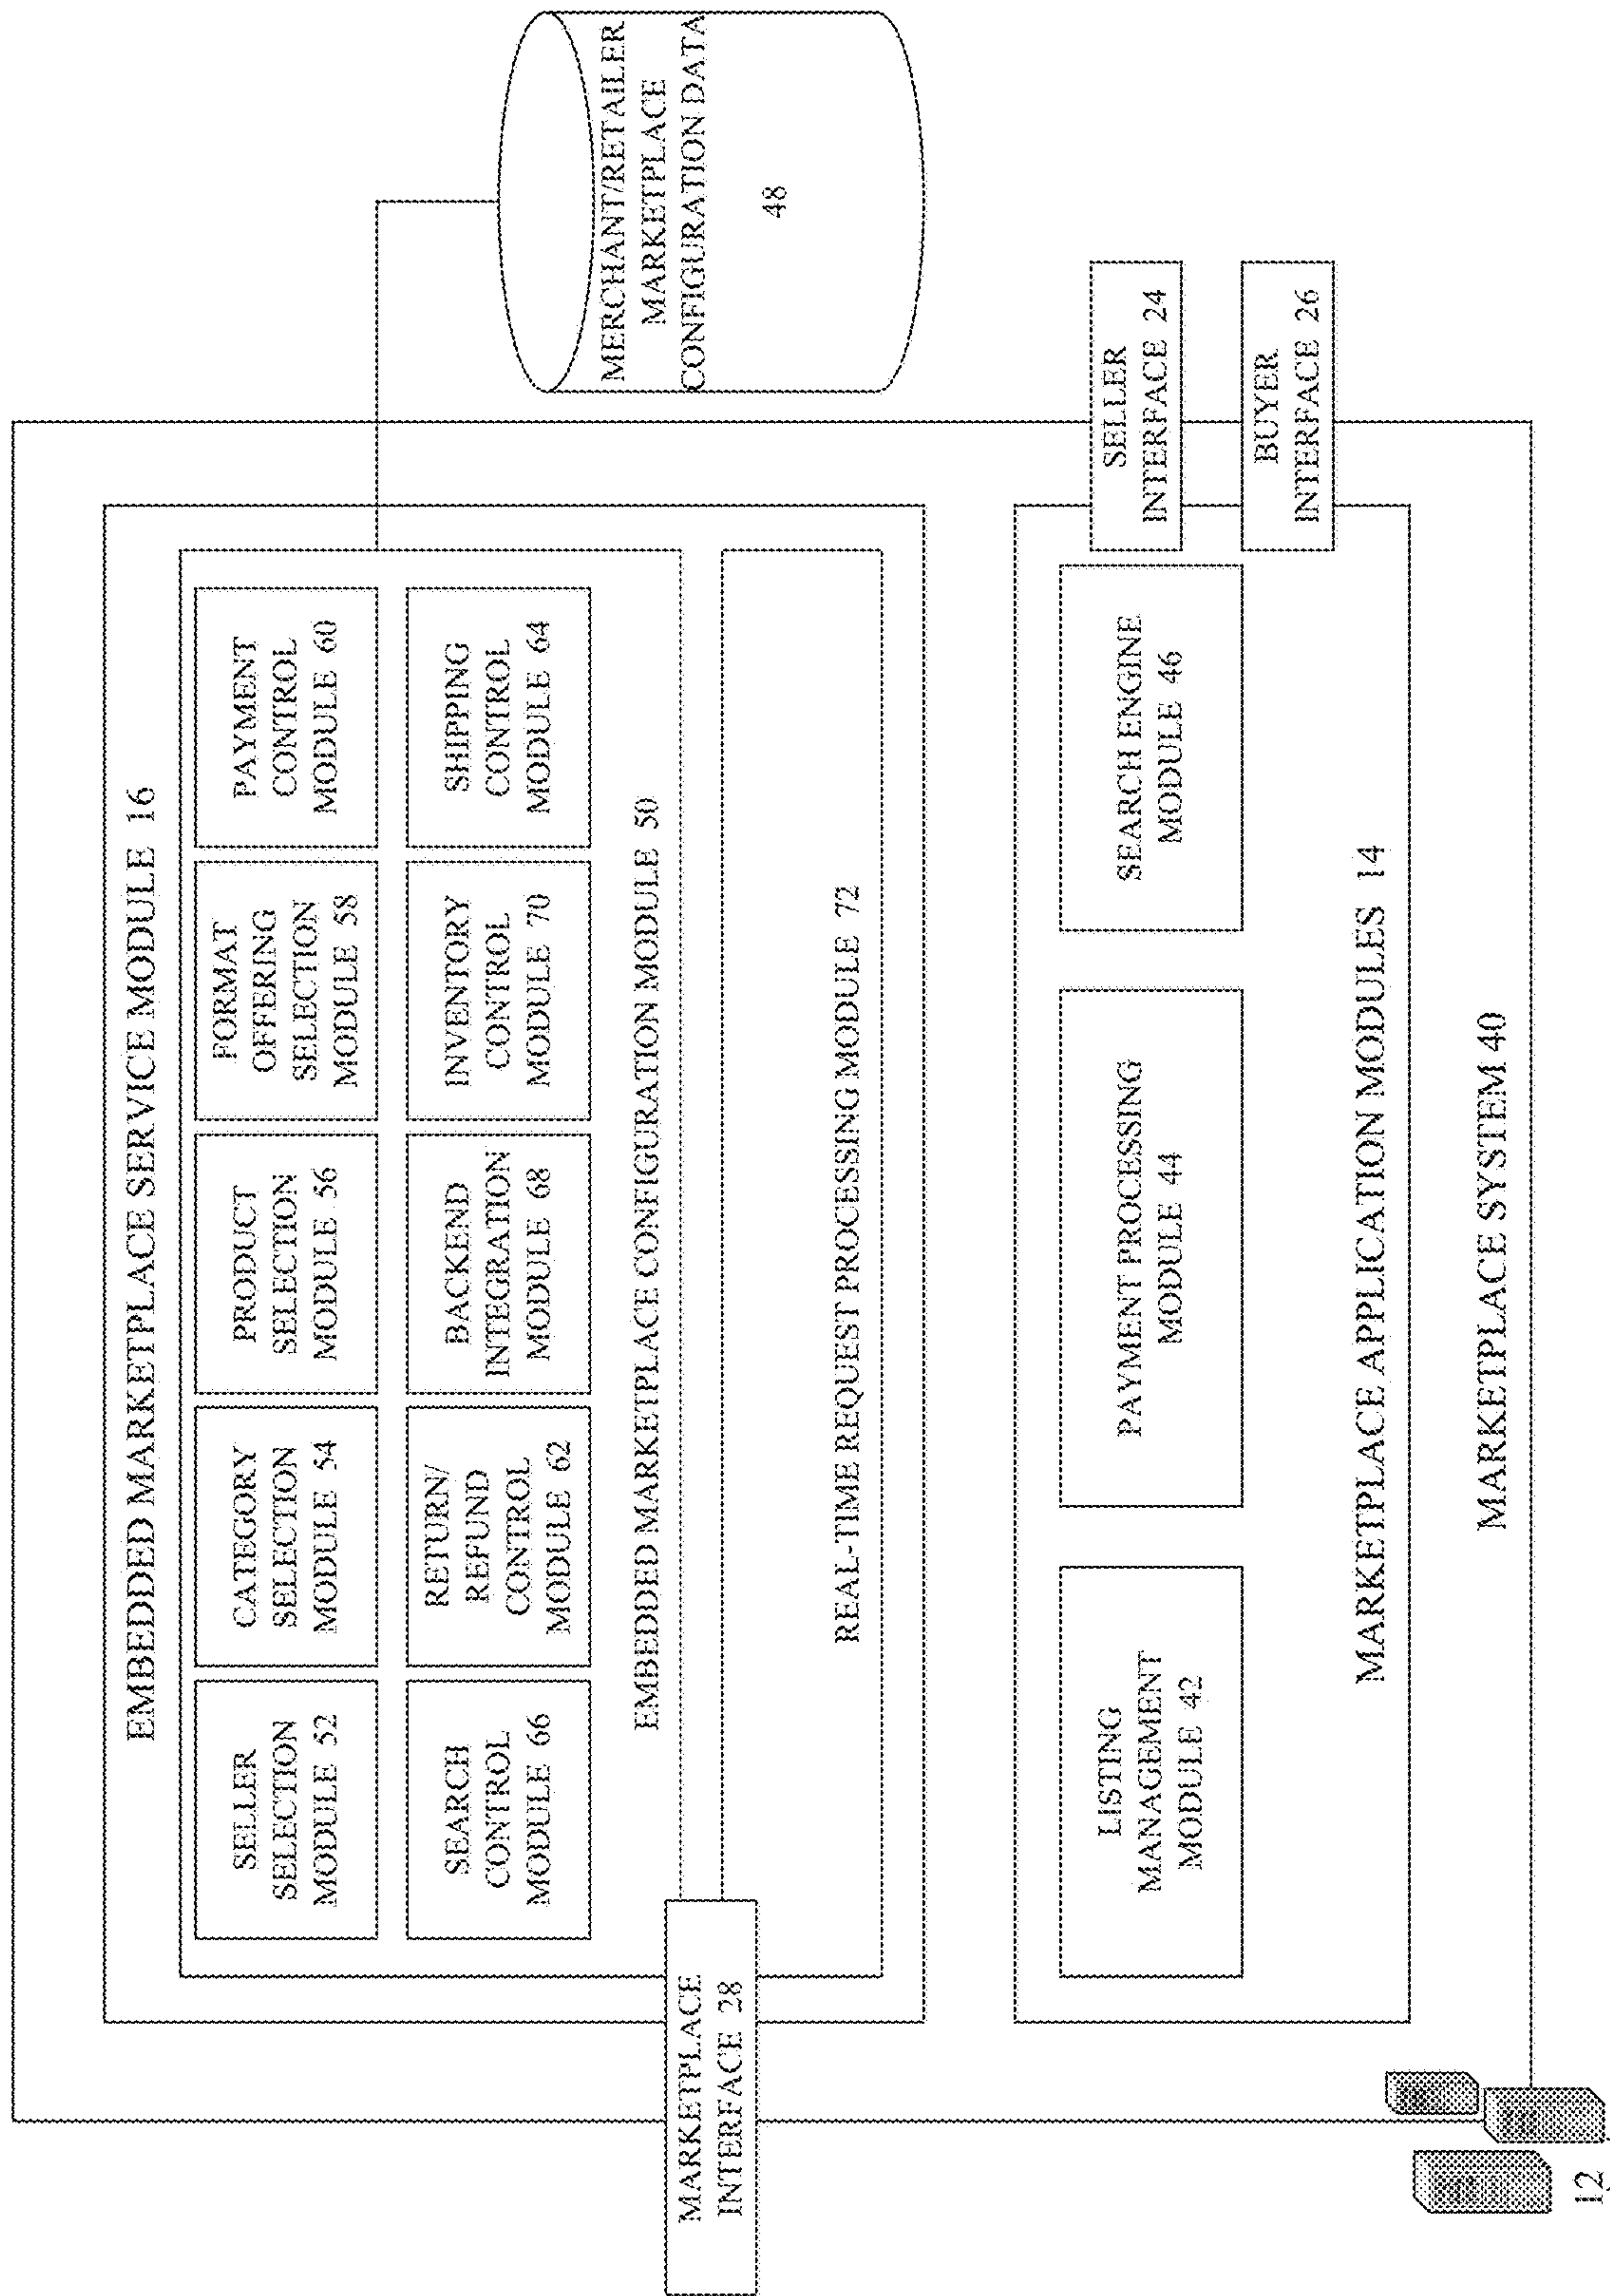 EMBEDDED MARKETPLACE SERVICE MODULE 16
SELLER
SELECTION
MODULE 52
CATEGORY
SELECTION
MODULE 54
PRODUCT
SELECTION
MODULE 56
FORMAT
OFFERING
SELECTION
MODULE 58
PAYMENT
CONTROL
MODULE 60
SEARCH
CONTROL
MODULE 66
RETURN/
REFUND
CONTROL
MODULE 62
BACKEND
INTEGRATION
MODULE 68
INVENTORY
CONTROL
MODULE 70
SHIPPING
CONTROL
MODULE 64
EMBEDDED MARKETPLACE CONFIGURATION MODULE 50
MERCHANT/RETAILER
MARKETPLACE
CONFIGURATION DATA
48
MARKETPLACE
INTERFACE 28
REAL-TIME REQUEST PROCESSING MODULE 72
LISTING
MANAGEMENT
MODULE 42
PAYMENT PROCESSING
MODULE 44
SEARCH ENGINE
MODULE 46
SELLER
INTERFACE 24
BUYER
INTERFACE 26
MARKETPLACE APPLICATION MODULES 14
MARKETPLACE SYSTEM 40
12